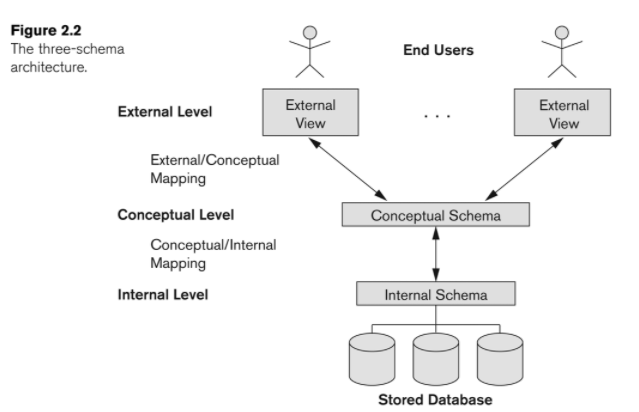 Figure 2.2
The three-schema
architecture.
End Users
External Level
External
View
. . .
External
View
External/Conceptual
Mapping
Conceptual Level
Conceptual Schema
Conceptual/Internal
Mapping
Internal Level
Internal Schema
Stored Database